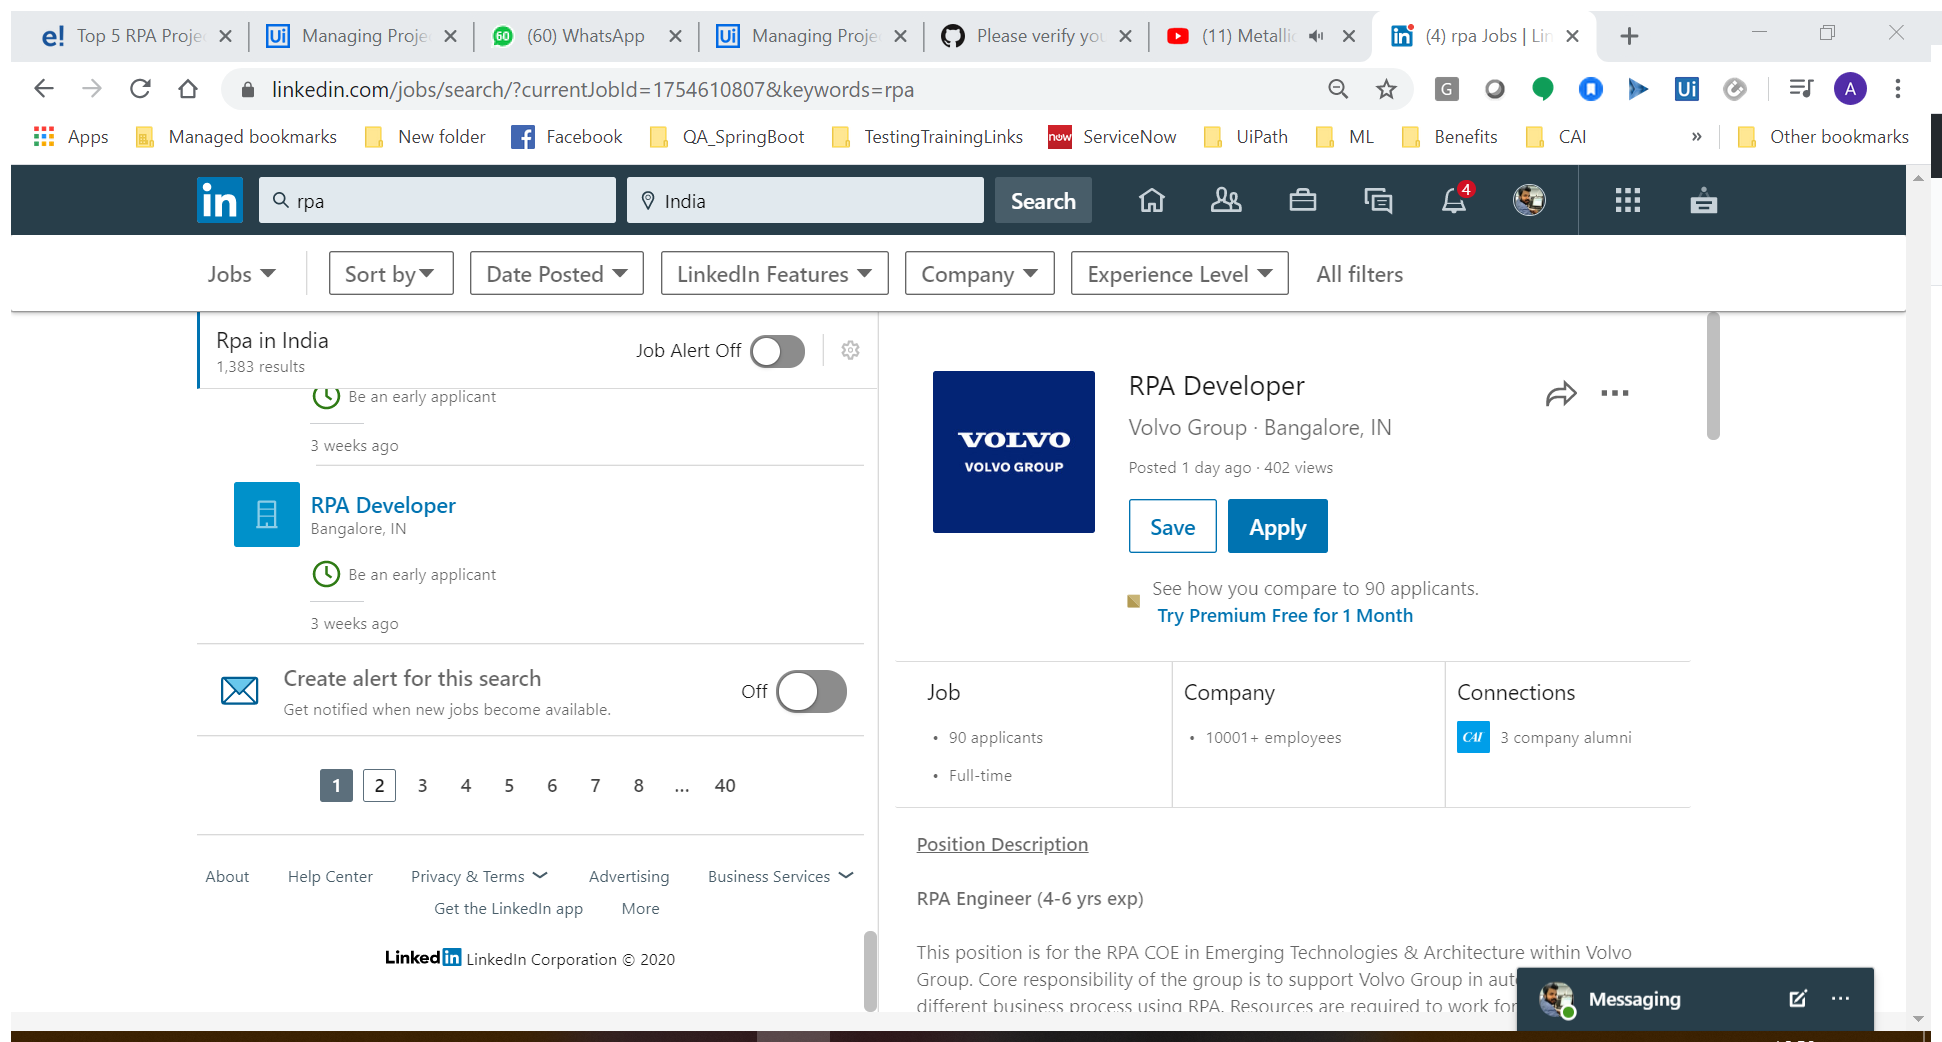 e! Top 5 RPA Proje
Ui Managing Proje
60 (60) WhatsApp
Ui Managing Proje
Please verify you
(11) Metallic
in (4) rpa Jobs | Lin
linkedin.com/jobs/search/?currentJobId=1754610807&keywords=rpa
G
Ui
A
Apps
Managed bookmarks
New folder
Facebook
QA_SpringBoot
TestingTrainingLinks
now ServiceNow
UiPath
ML
Benefits
CAI
»
Other bookmarks
in
rpa
India
Search
4
Jobs
Sort by
Date Posted
LinkedIn Features
Company
Experience Level
All filters
Rpa in India
1,383 results
Job Alert Off
Be an early applicant
3 weeks ago
RPA Developer
Bangalore, IN
Be an early applicant
3 weeks ago
Create alert for this search
Get notified when new jobs become available.
Off
1 2 3 4 5 6 7 8 ... 40
About Help Center Privacy & Terms Advertising Business Services
Get the LinkedIn app More
LinkedIn LinkedIn Corporation © 2020
VOLVO
VOLVO GROUP
RPA Developer
Volvo Group · Bangalore, IN
Posted 1 day ago · 402 views
Save
Apply
See how you compare to 90 applicants.
Try Premium Free for 1 Month
Job
• 90 applicants
• Full-time
Company
• 10001+ employees
Connections
CAI 3 company alumni
Position Description
RPA Engineer (4-6 yrs exp)
This position is for the RPA COE in Emerging Technologies & Architecture within Volvo
Group. Core responsibility of the group is to support Volvo Group in aut
different business process using RPA. Resources are required to work for
Messaging